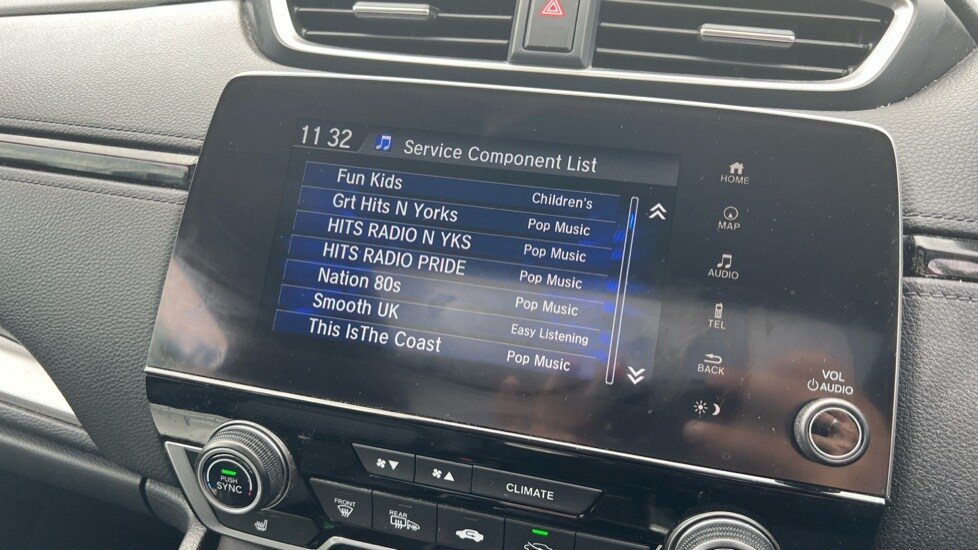 11 32 Service Component List
Fun Kids Children's
Grt Hits N Yorks Pop Music
HITS RADIO N YKS Pop Music
HITS RADIO PRIDE Pop Music
Nation 80s Pop Music
Smooth UK Easy Listening
This IsThe Coast Pop Music
HOME
MAP
AUDIO
TEL
BACK
VOL
AUDIO
PUSH
SYNC
CLIMATE
FRONT
REAR